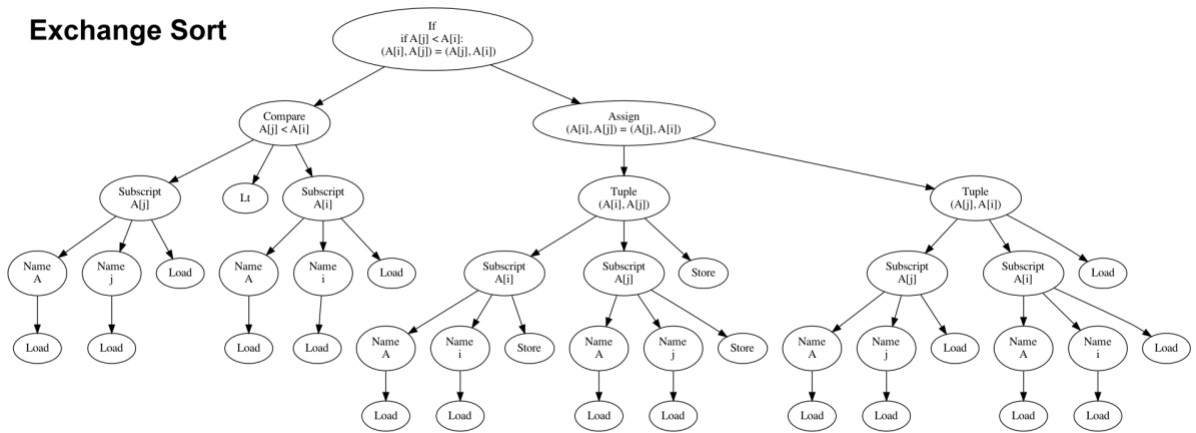 Exchange Sort
If
if A[j] < A[i]:
(A[i], A[j]) = (A[j], A[i])
Compare
A[j] < A[i]
Assign
(A[i], A[j]) = (A[j], A[i])
Subscript
A[j]
Lt
Subscript
A[i]
Tuple
(A[i], A[j])
Tuple
(A[j], A[i])
Name
A
Name
j
Load
Name
A
Name
i
Load
Subscript
A[i]
Subscript
A[j]
Store
Subscript
A[j]
Subscript
A[i]
Load
Load
Load
Load
Load
Name
A
Name
i
Store
Name
A
Name
j
Store
Name
A
Name
j
Load
Name
A
Name
i
Load
Load
Load
Load
Load
Load
Load
Load
Load